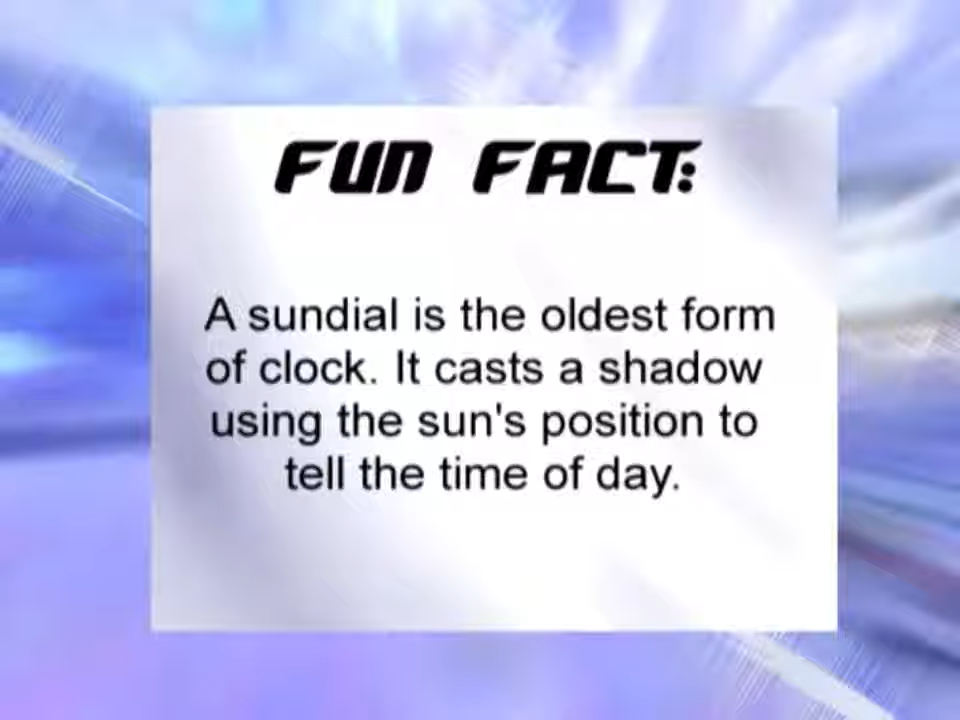 FUN FACT:
A sundial is the oldest form
of clock. It casts a shadow
using the sun's position to
tell the time of day.